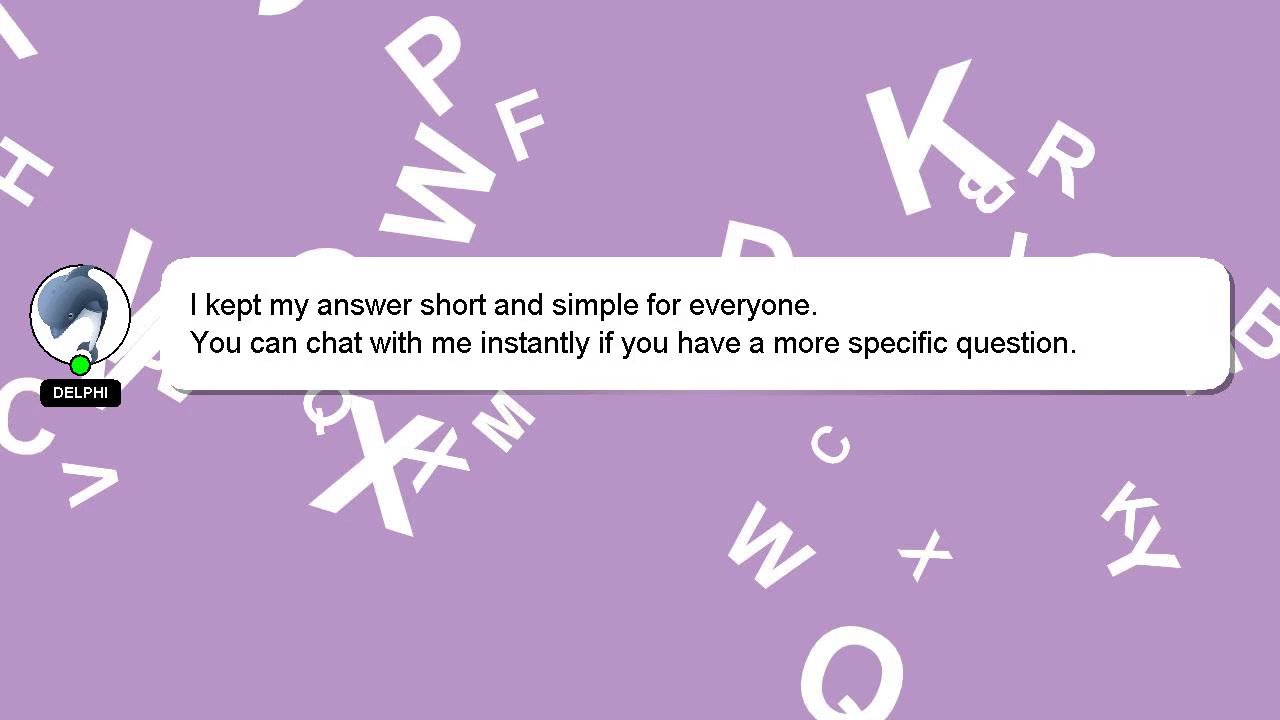 I kept my answer short and simple for everyone.
You can chat with me instantly if you have a more specific question.
DELPHI
P
F
W
K
R
B
H
D
I
B
C
V
Q
X
X
M
C
W
X
K
Y
Q